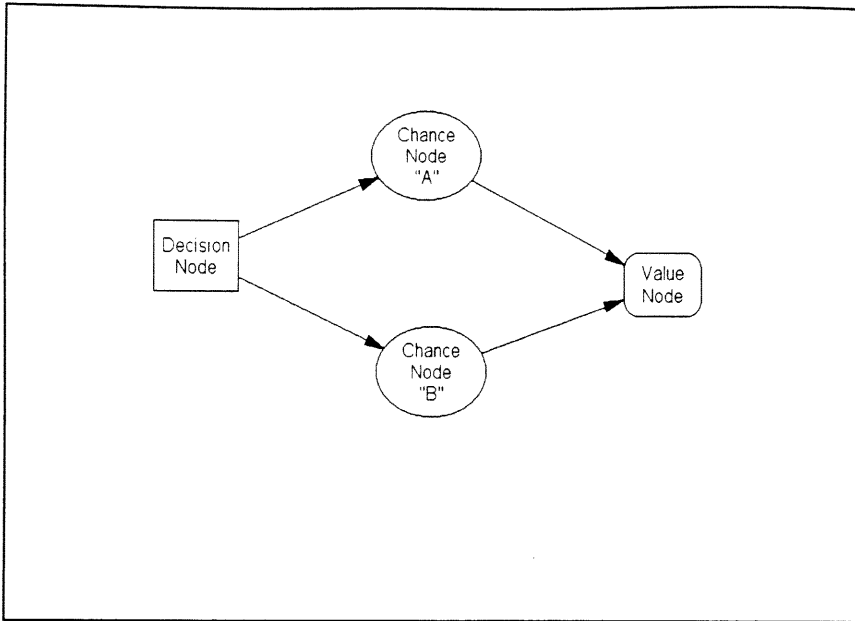 Chance
Node
"A"
Decision
Node
Value
Node
Chance
Node
"B"